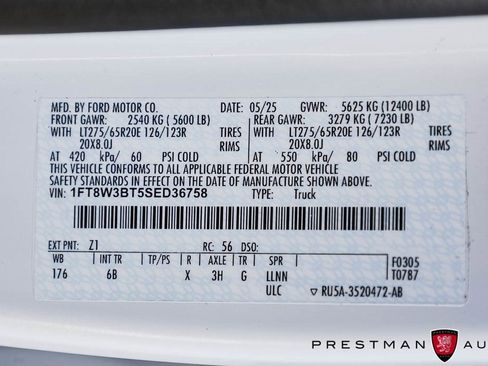 MFD. BY FORD MOTOR CO. DATE: 05/25 GVWR: 5625 KG (12400 LB)
FRONT GAWR: 2540 KG (5600 LB) REAR GAWR: 3279 KG (7230 LB)
WITH LT275/65R20E 126/123R TIRES WITH LT275/65R20E 126/123R TIRES
20X8.0J RIMS 20X8.0J RIMS
AT 420 kPa/ 60 PSI COLD AT 550 kPa/ 80 PSI COLD
THIS VEHICLE CONFORMS TO ALL APPLICABLE FEDERAL MOTOR VEHICLE
SAFETY STANDARDS IN EFFECT ON THE DATE OF MANUFACTURE SHOWN ABOVE.
VIN: 1FT8W3BT5SED36758 TYPE: Truck
EXT PNT: Z1 RC: 56 DSO: F0305
WB INT TR TP/PS R AXLE TR SPR T0787
176 6B X 3H G LLNN
ULC ▽ RU5A-3520472-AB
PRESTMAN AU